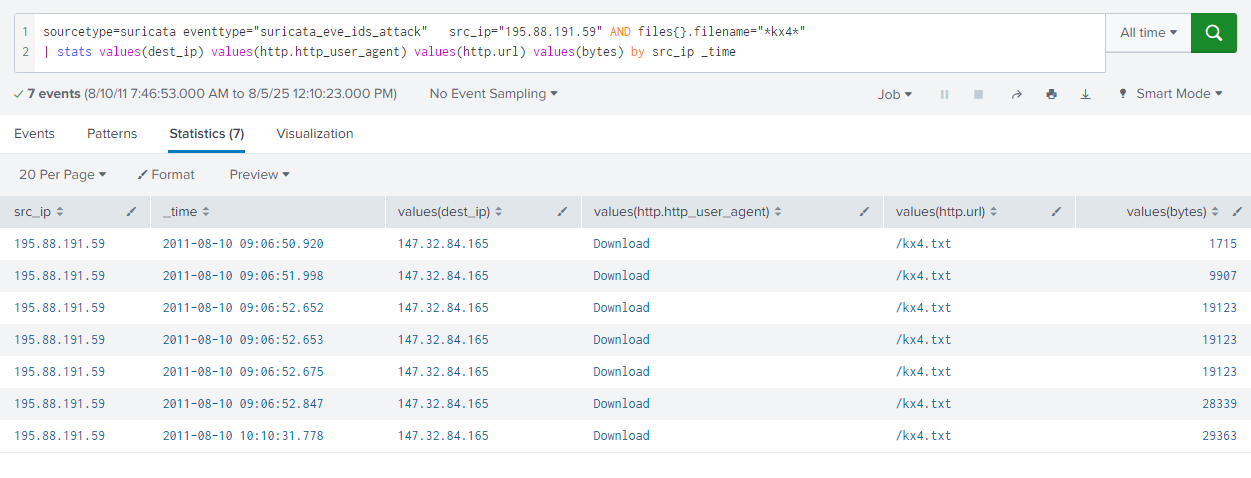 1 sourcetype=suricata eventtype="suricata_eve_ids_attack"   src_ip="195.88.191.59" AND files{}.filename="*kx4*"
2 | stats values(dest_ip) values(http.http_user_agent) values(http.url) values(bytes) by src_ip _time
All time
7 events (8/10/11 7:46:53.000 AM to 8/5/25 12:10:23.000 PM) No Event Sampling Job Smart Mode
Events Patterns Statistics (7) Visualization
20 Per Page Format Preview
src_ip _time values(dest_ip) values(http.http_user_agent) values(http.url) values(bytes)
195.88.191.59 2011-08-10 09:06:50.920 147.32.84.165 Download /kx4.txt 1715
195.88.191.59 2011-08-10 09:06:51.998 147.32.84.165 Download /kx4.txt 9907
195.88.191.59 2011-08-10 09:06:52.652 147.32.84.165 Download /kx4.txt 19123
195.88.191.59 2011-08-10 09:06:52.653 147.32.84.165 Download /kx4.txt 19123
195.88.191.59 2011-08-10 09:06:52.675 147.32.84.165 Download /kx4.txt 19123
195.88.191.59 2011-08-10 09:06:52.847 147.32.84.165 Download /kx4.txt 28339
195.88.191.59 2011-08-10 10:10:31.778 147.32.84.165 Download /kx4.txt 29363